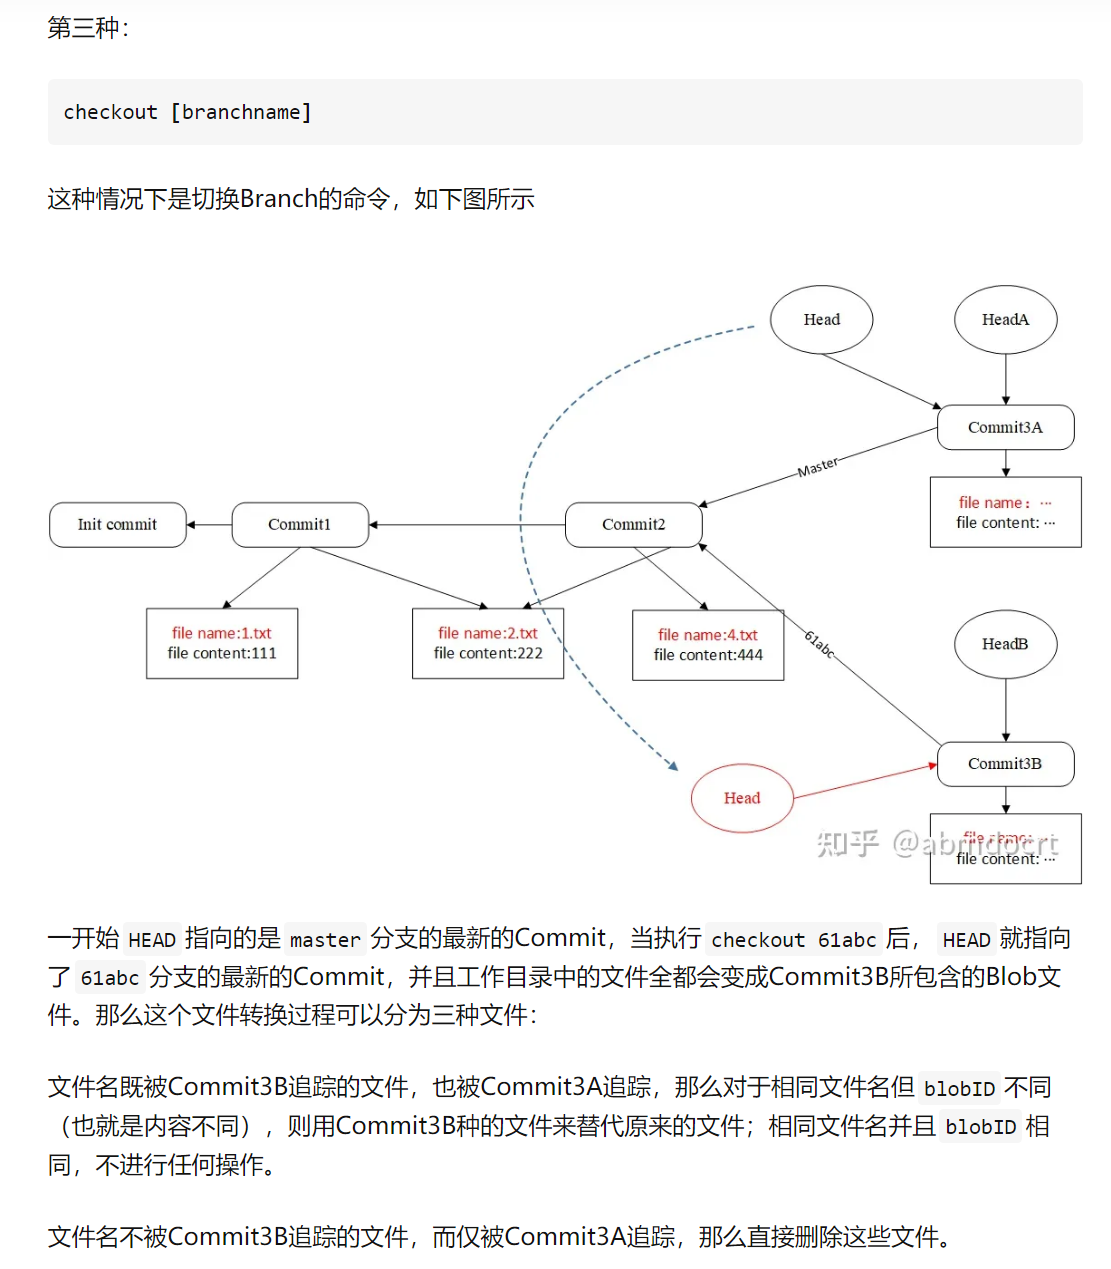 第三种：
checkout [branchname]
这种情况下是切换Branch的命令，如下图所示
Head
HeadA
Commit3A
Master
file name：···
file content: ···
Init commit
Commit1
Commit2
file name:1.txt
file content:111
file name:2.txt
file content:222
file name:4.txt
file content:444
61abc
HeadB
Commit3B
Head
知乎 @abmdocrt
file name: ···
file content: ···
一开始 HEAD 指向的是 master 分支的最新的Commit，当执行 checkout 61abc 后， HEAD 就指向
了 61abc 分支的最新的Commit，并且工作目录中的文件全都会变成Commit3B所包含的Blob文
件。那么这个文件转换过程可以分为三种文件：
文件名既被Commit3B追踪的文件，也被Commit3A追踪，那么对于相同文件名但 blobID 不同
（也就是内容不同），则用Commit3B种的文件来替代原来的文件；相同文件名并且 blobID 相
同，不进行任何操作。
文件名不被Commit3B追踪的文件，而仅被Commit3A追踪，那么直接删除这些文件。